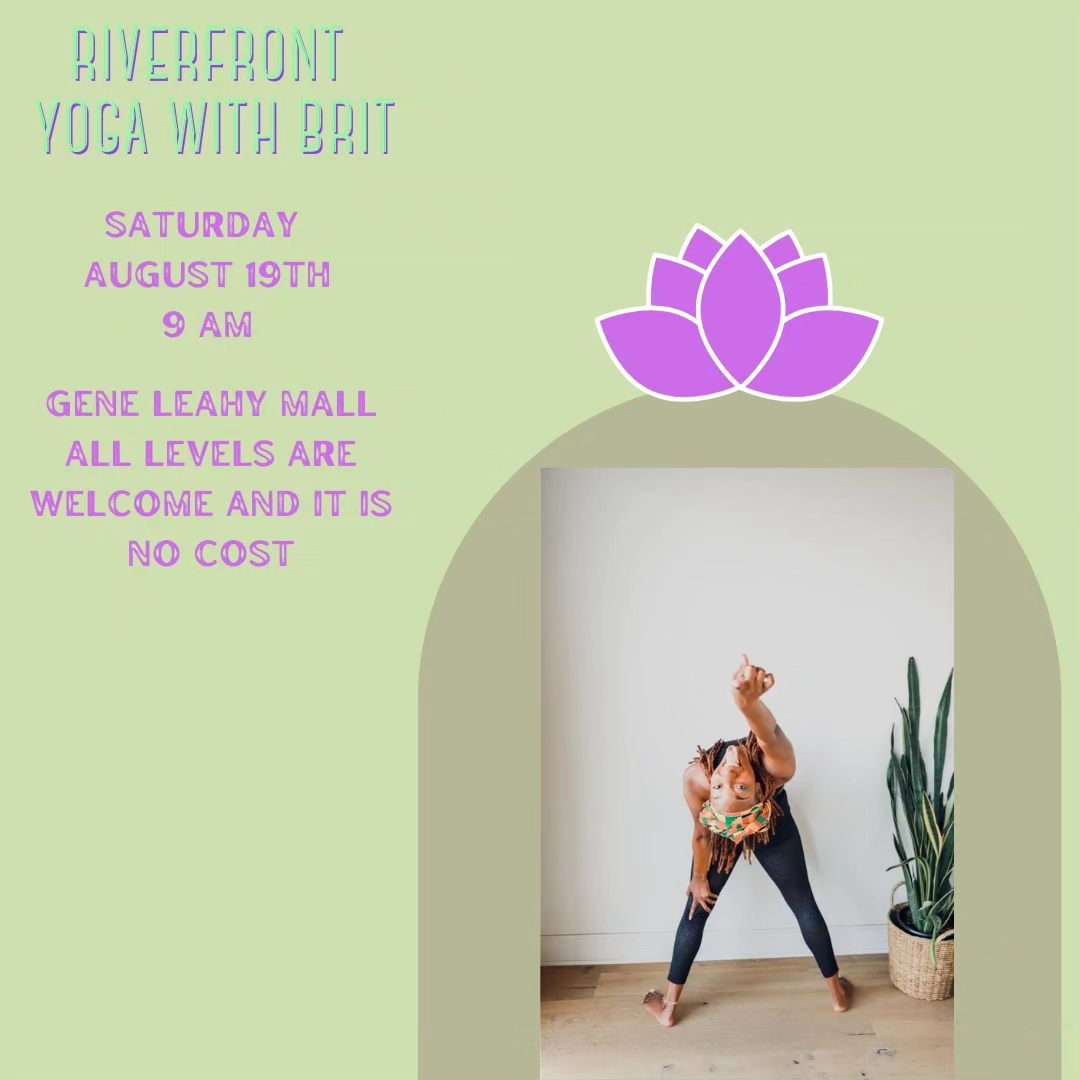 RIVERFRONT
YOGA WITH BRIT
SATURDAY
AUGUST 19TH
9 AM
GENE LEAHY MALL
ALL LEVELS ARE
WELCOME AND IT IS
NO COST